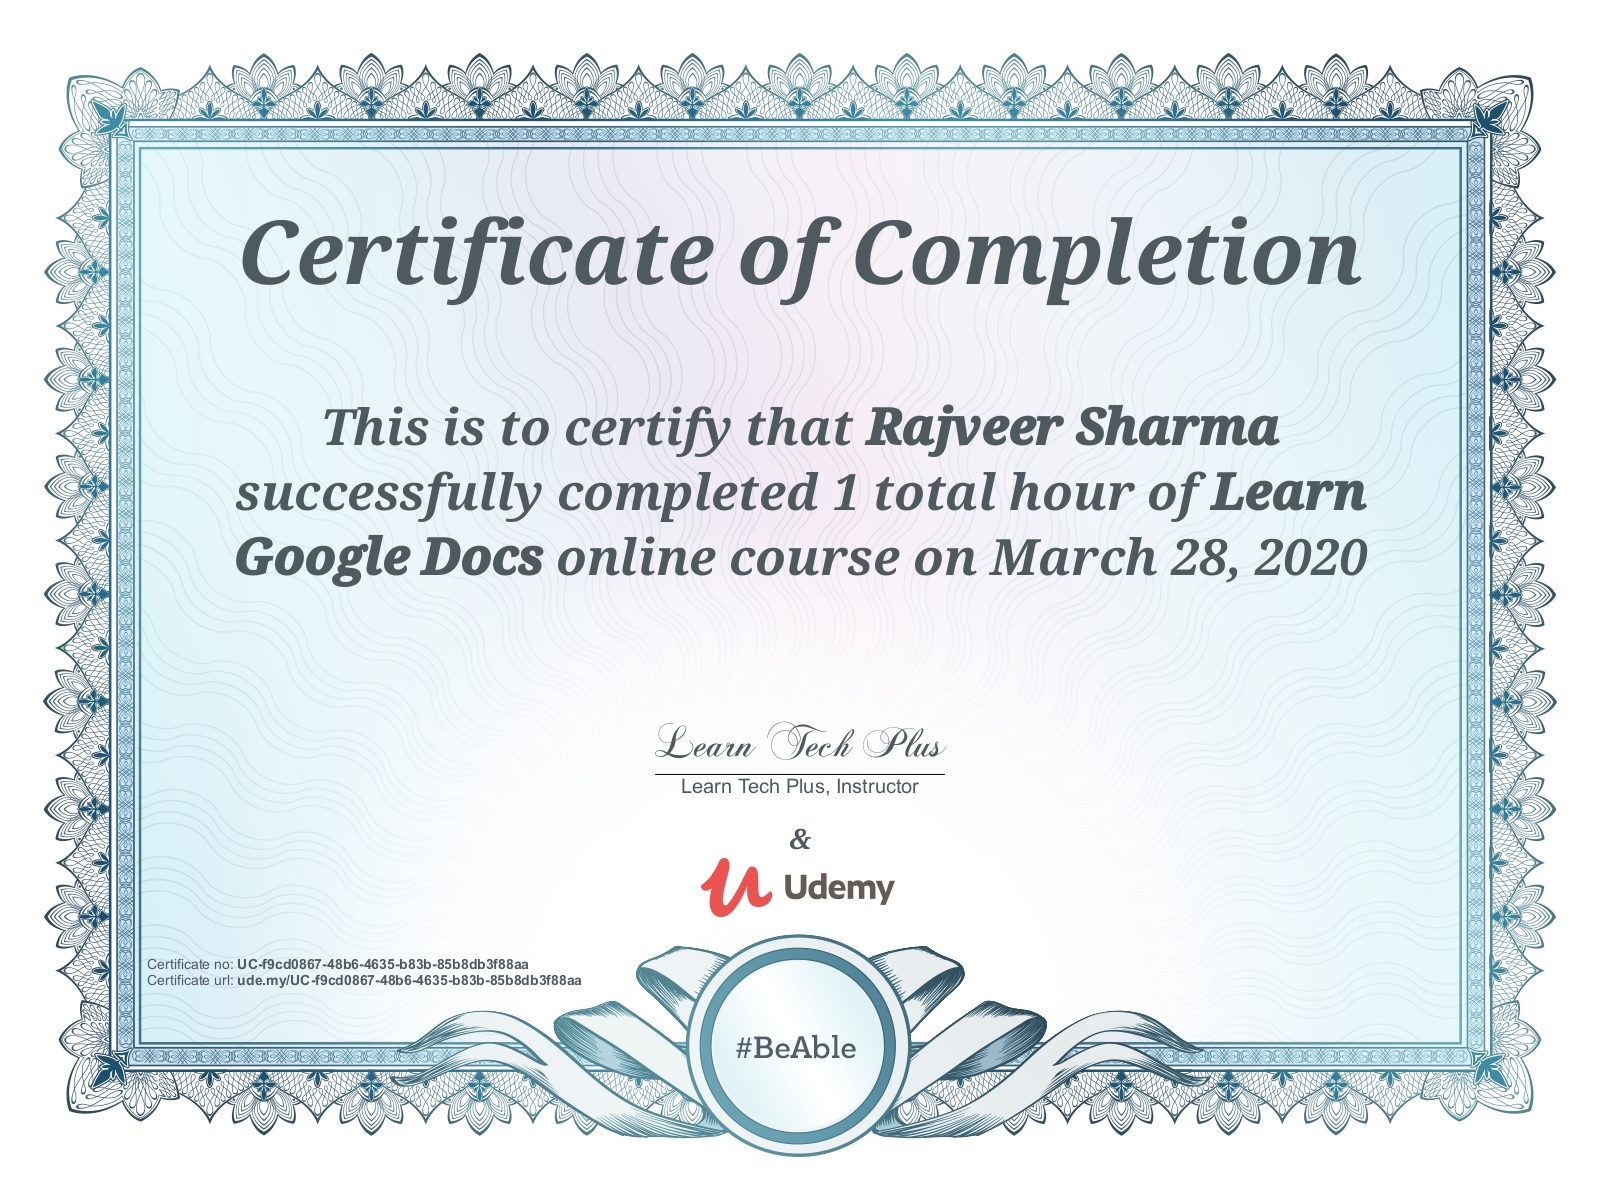 Certificate of Completion
This is to certify that Rajveer Sharma
successfully completed 1 total hour of Learn
Google Docs online course on March 28, 2020
Learn Tech Plus
Learn Tech Plus, Instructor
&
Udemy
Certificate no: UC-f9cd0867-48b6-4635-b83b-85b8db3f88aa
Certificate url: ude.my/UC-f9cd0867-48b6-4635-b83b-85b8db3f88aa
#BeAble